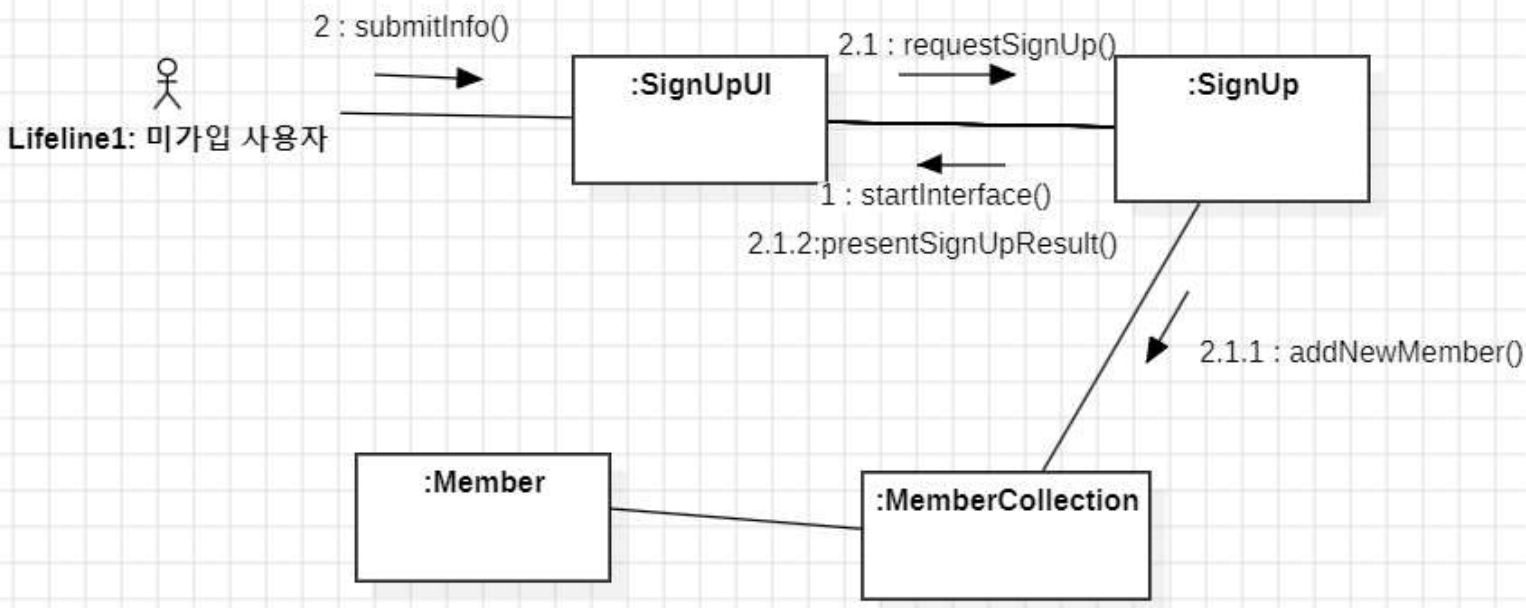 2 : submitInfo()
2.1 : requestSignUp()
:SignUpUI
:SignUp
Lifeline1: 미가입 사용자
1 : startInterface()
2.1.2:presentSignUpResult()
2.1.1 : addNewMember()
:Member
:MemberCollection